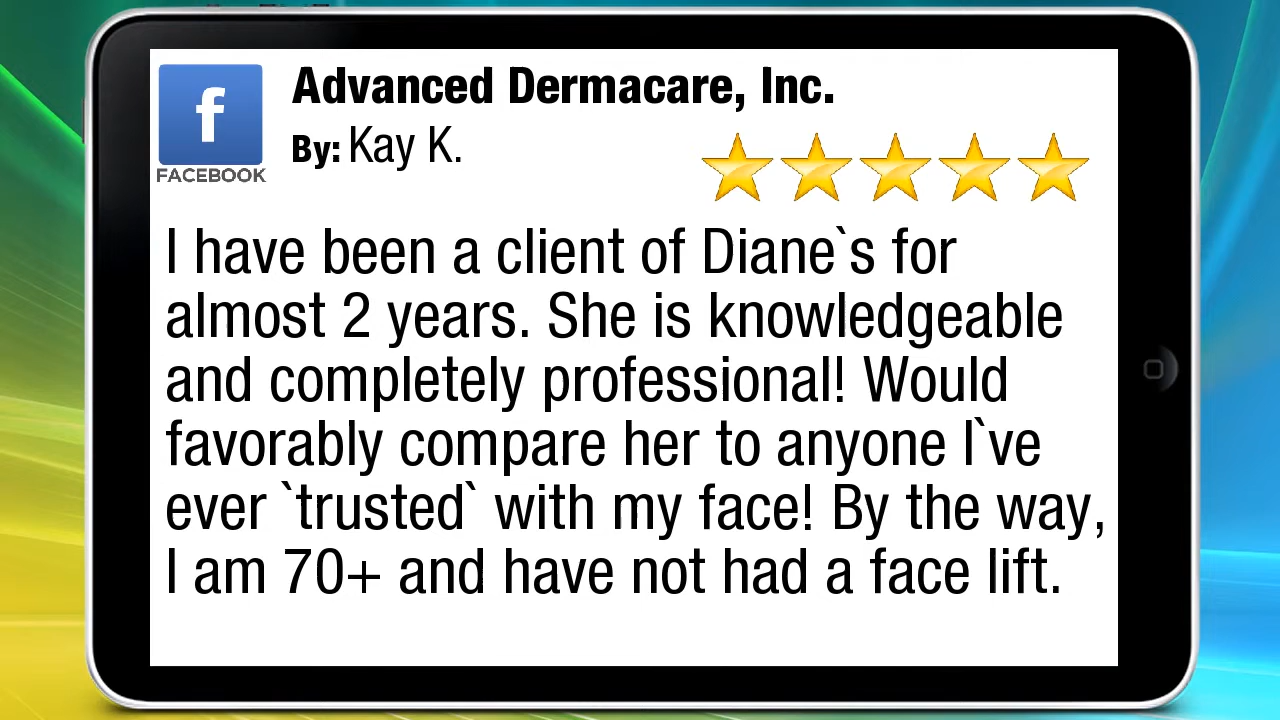 f
FACEBOOK
Advanced Dermacare, Inc.
By: Kay K.
I have been a client of Diane`s for
almost 2 years. She is knowledgeable
and completely professional! Would
favorably compare her to anyone I`ve
ever `trusted` with my face! By the way,
I am 70+ and have not had a face lift.